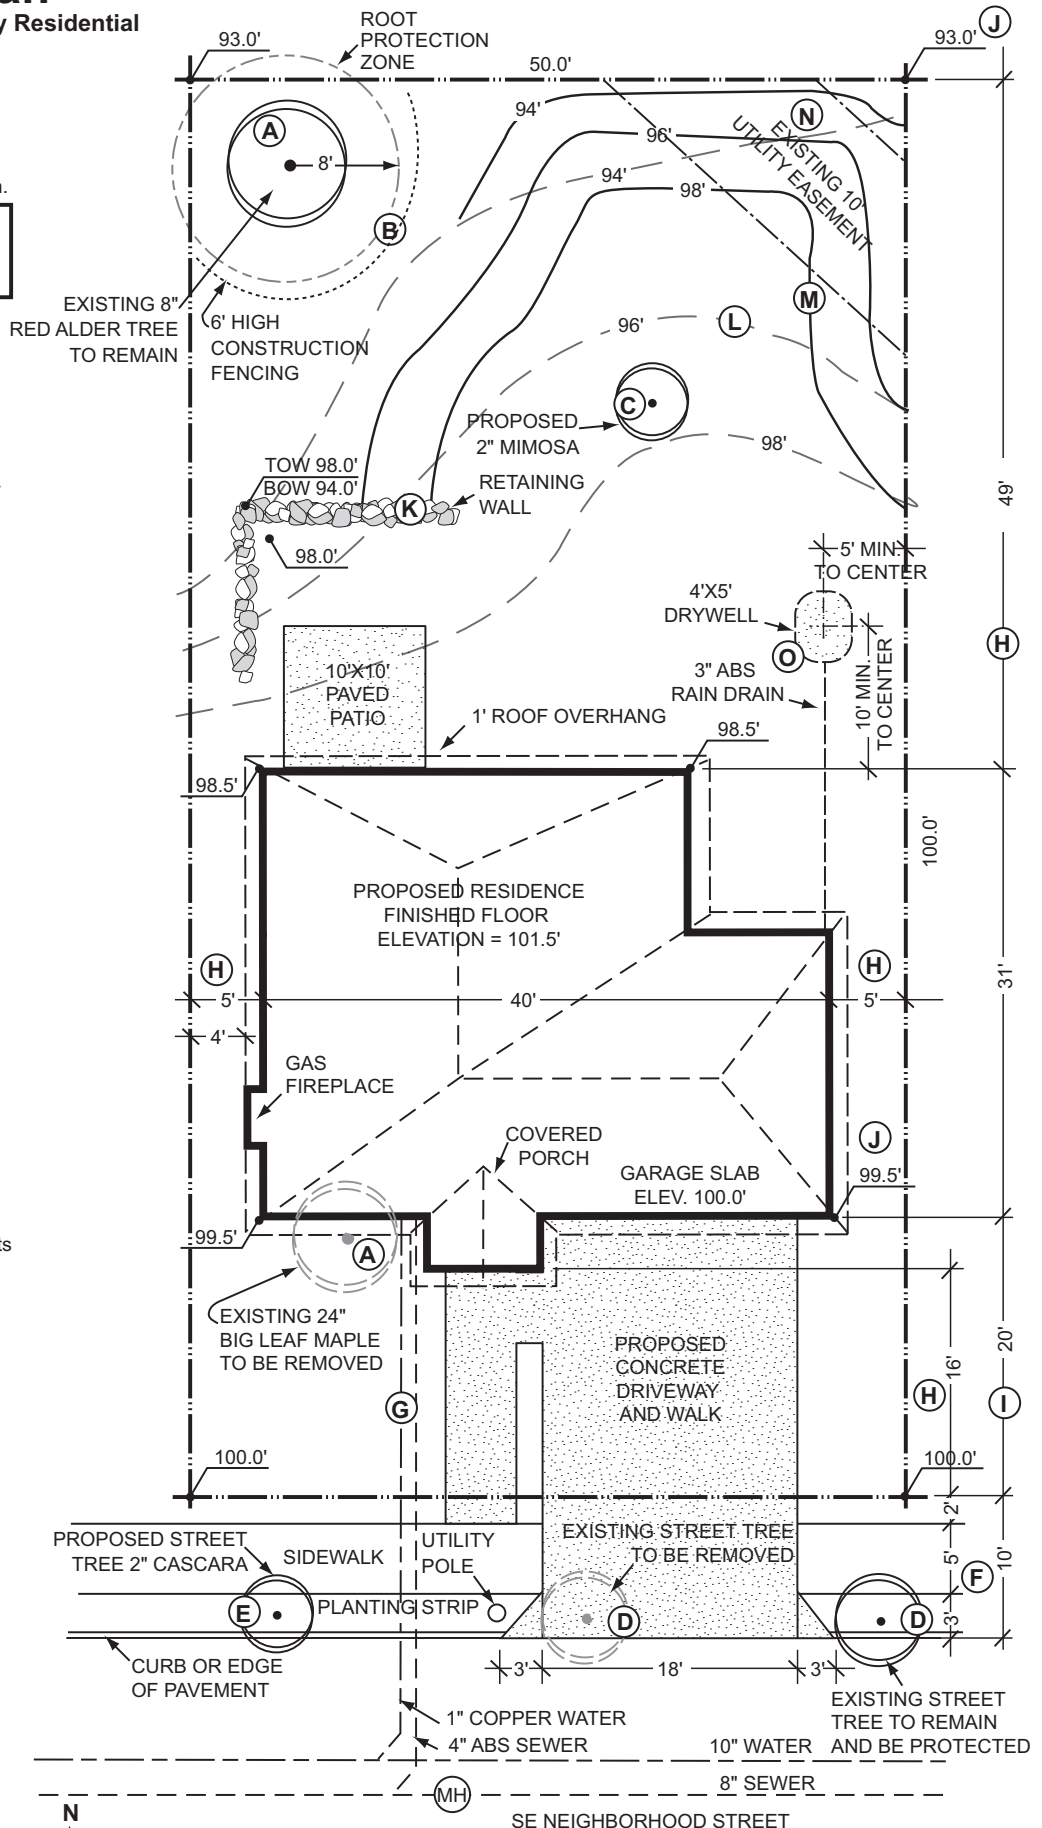 y Residential
ROOT
PROTECTION
ZONE
93.0'
50.0'
93.0'
J
A
8'
B
94'
96'
94'
98'
N
EXISTING 10'
UTILITY EASEMENT
EXISTING 8"
RED ALDER TREE
TO REMAIN
6' HIGH
CONSTRUCTION
FENCING
M
L
96'
C
PROPOSED
2" MIMOSA
98'
TOW 98.0'
BOW 94.0'
K
RETAINING
WALL
98.0'
49'
5' MIN
TO CENTER
4'X5'
DRYWELL
O
10' MIN.
TO CENTER
H
3" ABS
RAIN DRAIN
10'X10'
PAVED
PATIO
1' ROOF OVERHANG
98.5'
98.5'
100.0'
PROPOSED RESIDENCE
FINISHED FLOOR
ELEVATION = 101.5'
H
H
5'
40'
5'
31'
4'
GAS
FIREPLACE
COVERED
PORCH
J
GARAGE SLAB
ELEV. 100.0'
99.5'
99.5'
ts
A
EXISTING 24"
BIG LEAF MAPLE
TO BE REMOVED
PROPOSED
CONCRETE
DRIVEWAY
AND WALK
20'
16'
G
H
I
100.0'
100.0'
2'
PROPOSED STREET
TREE 2" CASCARA
SIDEWALK
UTILITY
POLE
EXISTING STREET TREE
TO BE REMOVED
5'
10'
F
E
PLANTING STRIP
D
D
3'
CURB OR EDGE
OF PAVEMENT
3'
18'
3'
EXISTING STREET
TREE TO REMAIN
AND BE PROTECTED
1" COPPER WATER
4" ABS SEWER
10" WATER
8" SEWER
MH
N
SE NEIGHBORHOOD STREET